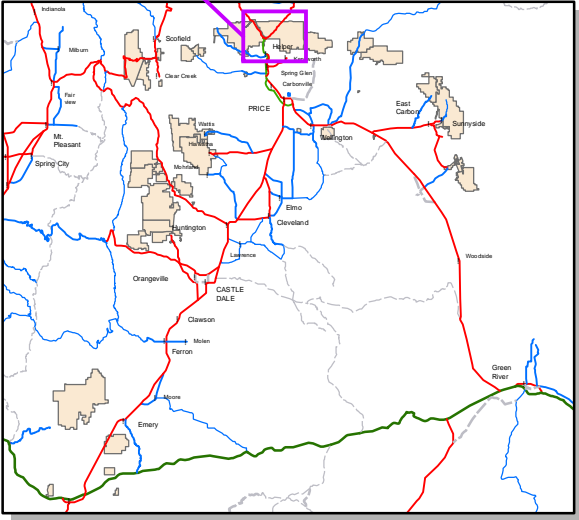 Indianola
Milburn
Scofield
Helper
Kenilworth
Clear Creek
Spring Glen
Carbonville
Fair
view
PRICE
East
Carbon
Sunnyside
Watts
Wellington
Mt.
Pleasant
Hiawatha
Spring City
Mohrland
Elmo
Cleveland
Huntington
Lawrence
Woodside
Orangeville
CASTLE
DALE
Clawson
Molen
Ferron
Green
River
Moore
Emery